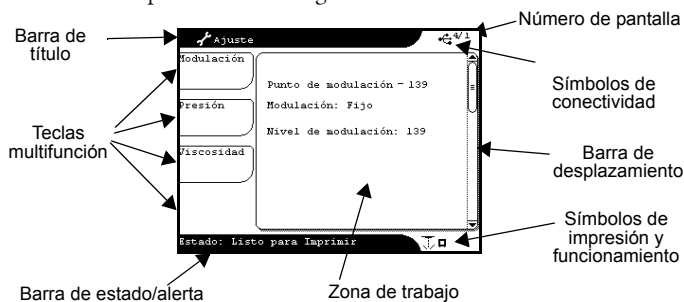 Número de pantalla
Barra de
título
Ajuste
4/1
Símbolos de
conectividad
Modulación
Punto de modulación - 139
Presión
Modulación: Fijo
Nivel de modulación: 139
Teclas
multifunción
Viscosidad
Barra de
desplazamiento
Símbolos de
impresión y
funcionamiento
Estado: Listo para Imprimir
Barra de estado/alerta
Zona de trabajo